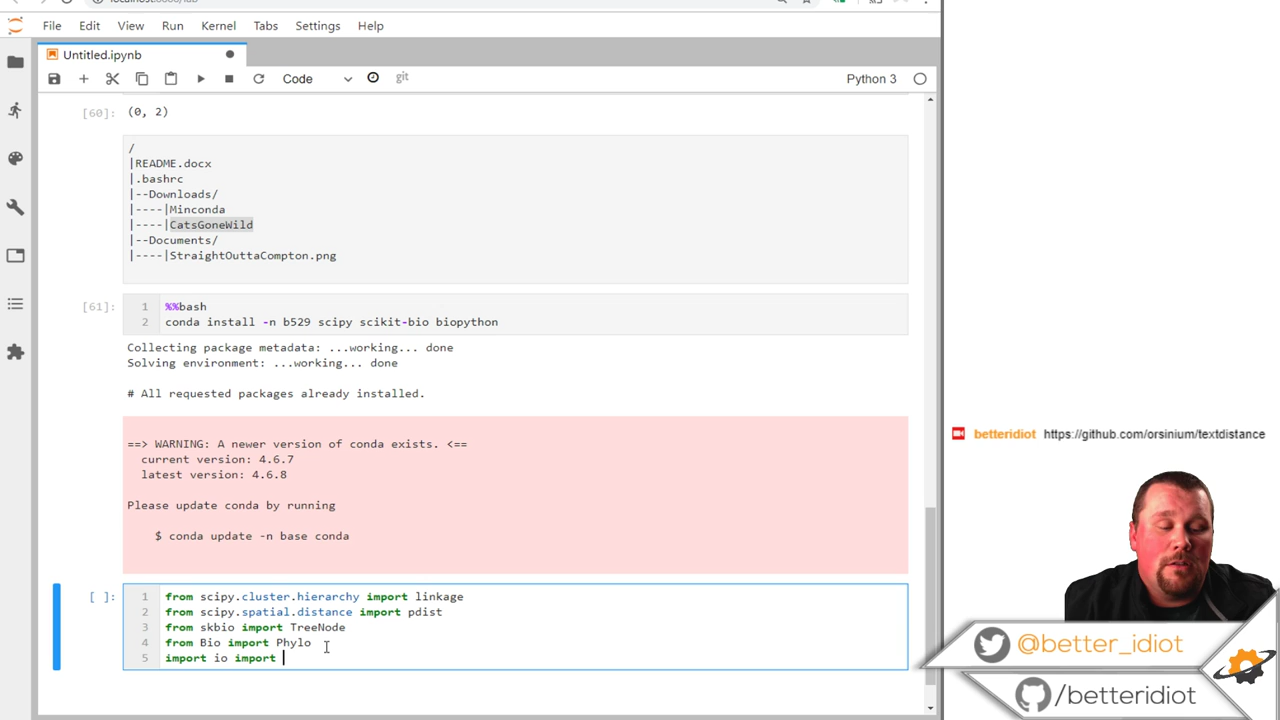 File Edit View Run Kernel Tabs Settings Help
Untitled.ipynb
Code git Python 3
[60]: (0, 2)
/
|README.docx
|.bashrc
|--Downloads/
|----|Minconda
|----|CatsGoneWild
|--Documents/
|----|StraightOuttaCompton.png
[61]: 1 %%bash
2 conda install -n b529 scipy scikit-bio biopython
Collecting package metadata: ...working... done
Solving environment: ...working... done
# All requested packages already installed.
==> WARNING: A newer version of conda exists. <==
current version: 4.6.7
latest version: 4.6.8
Please update conda by running
$ conda update -n base conda
[ ]: 1 from scipy.cluster.hierarchy import linkage
2 from scipy.spatial.distance import pdist
3 from skbio import TreeNode
4 from Bio import Phylo
5 import io import
betteridiot https://github.com/orsinium/textdistance
@better_idiot
/betteridiot